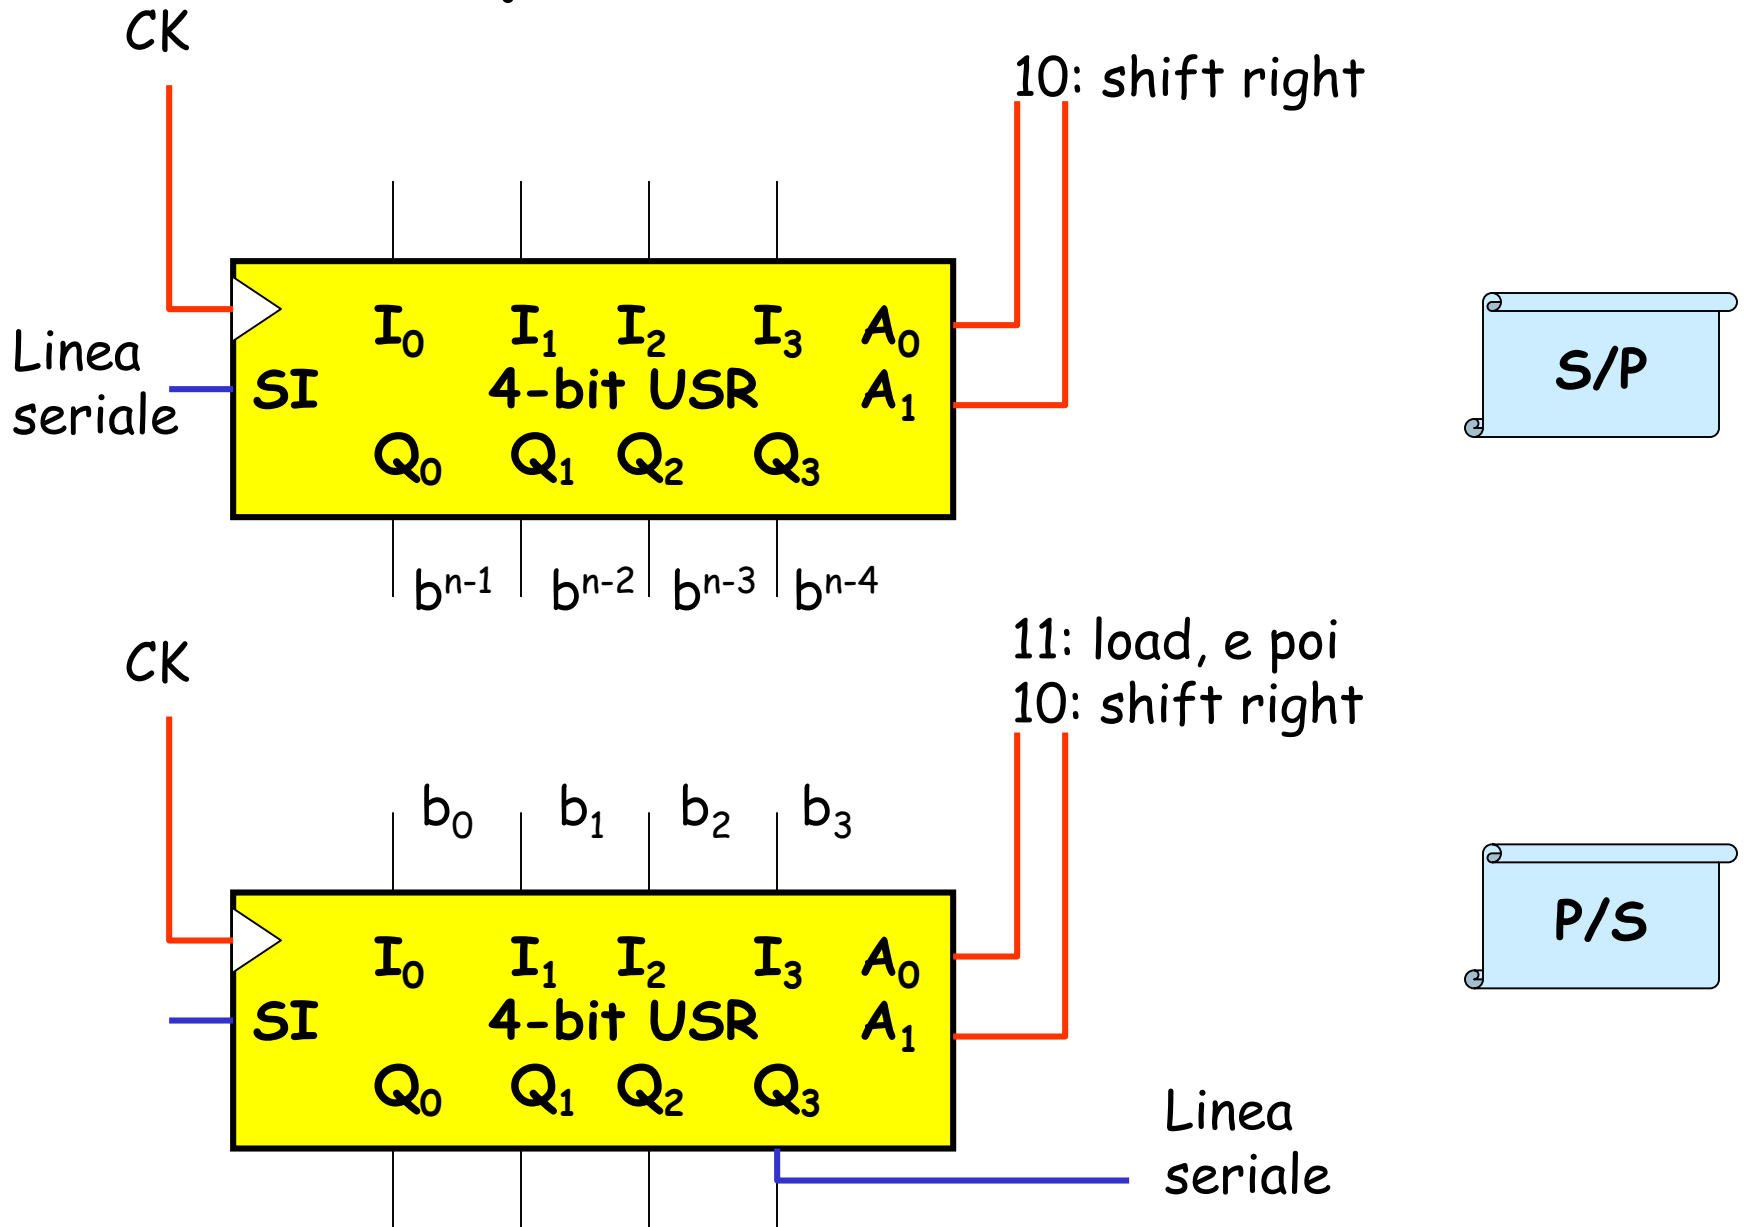 CK
10: shift right
I₀ I₁ I₂ I₃ A₀
Linea
seriale
SI 4-bit USR A₁
Q₀ Q₁ Q₂ Q₃
S/P
bⁿ⁻¹ bⁿ⁻² bⁿ⁻³ bⁿ⁻⁴
CK
11: load, e poi
10: shift right
b₀ b₁ b₂ b₃
I₀ I₁ I₂ I₃ A₀
SI 4-bit USR A₁
Q₀ Q₁ Q₂ Q₃
P/S
Linea
seriale